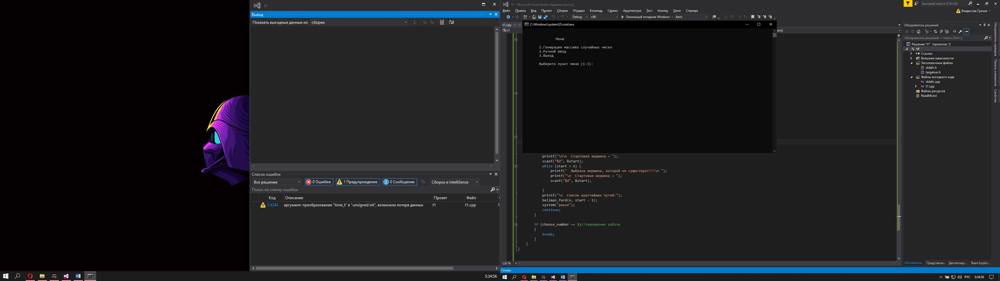 t1
Вывод
Показать выходные данные из: сборки
Список ошибок
Все решение
0 Ошибки
1 Предупреждение
0 Сообщения
Сборка и IntelliSense
Поиск по списку ошибок
Код Описание Проект Файл
C4244 аргумент: преобразование "time_t" в "unsigned int", возможна потеря данных t1 t1.cpp 1
5:34:56
t1 - Microsoft Visual Studio (Администратор)
Быстрый запуск (Ctrl+Q)
Файл Правка Вид Проект Сборка Отладка Команда Сервис Архитектура Тест Анализ Окно Справка
Владислав Грозов
Debug x86 Локальный отладчик Windows Авто
t1.cpp
t1
ain()
C:\Windows\system32\cmd.exe
Меню
1.Генирация массива случайных чисел
2.Ручной ввод
3.Выход
Выберите пункт меню (1-3):
printf("\n\n  Стартовая вершина = ");
scanf("%d", &start);
while (start > n) {
printf("  Выбрана вершина, которой не существует!!!\n ");
printf("\n  Стартовая вершина = ");
scanf("%d", &start);
}
printf("\n  Список кратчайших путей:");
bellman_ford(n, start - 1);
system("pause");
continue;
}
if (choose_number == 3)//завершение работы
{
break;
}
}
}
110 %
Готово
Обозреватель решений
Обозреватель решений — поиск (Ctrl+;)
Решение "t1" (проектов: 1)
t1
Ссылки
Внешние зависимости
Заголовочные файлы
stdafx.h
targetver.h
Файлы исходного кода
stdafx.cpp
t1.cpp
Файлы ресурсов
ReadMe.txt
Обозревате... Представле... Диспетчер... Team Explor...
Обозреватель серверов
Панель элементов
Свойства
РУС 5:34:56